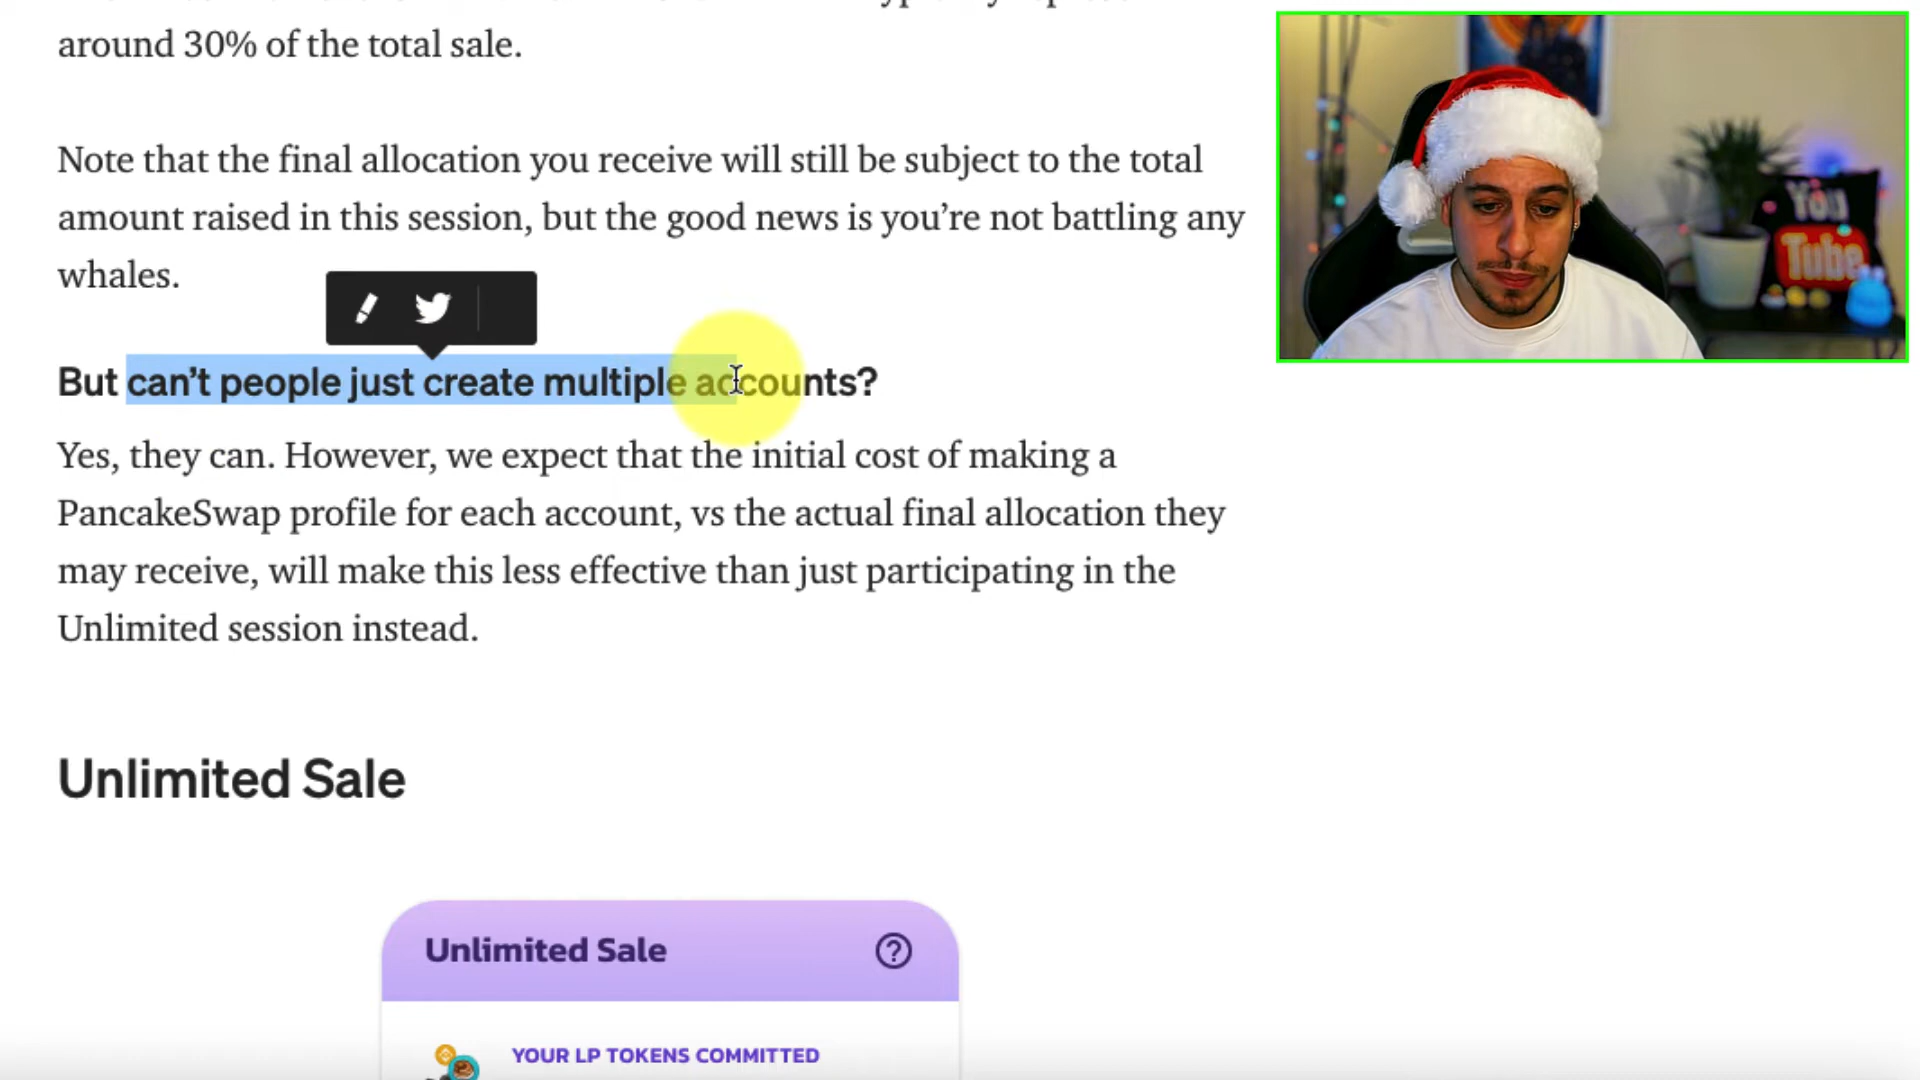 around 30% of the total sale.
Note that the final allocation you receive will still be subject to the total
amount raised in this session, but the good news is you’re not battling any
whales.
But can’t people just create multiple accounts?
Yes, they can. However, we expect that the initial cost of making a
PancakeSwap profile for each account, vs the actual final allocation they
may receive, will make this less effective than just participating in the
Unlimited session instead.
Unlimited Sale
Unlimited Sale
?
YOUR LP TOKENS COMMITTED
You
Tube